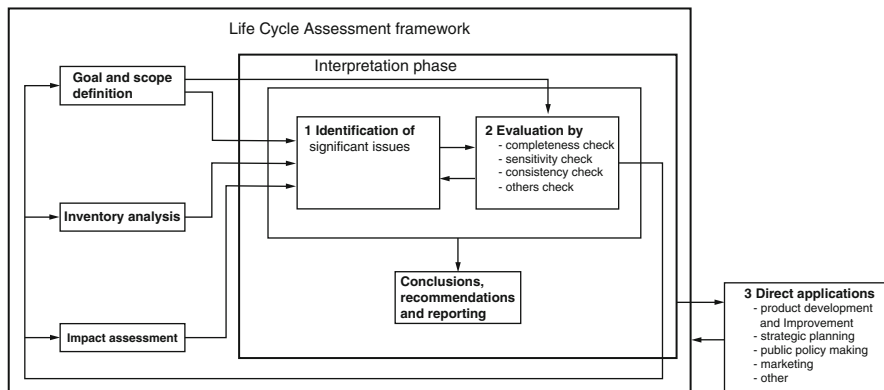 Life Cycle Assessment framework
Interpretation phase
Goal and scope
definition
1 Identification of
significant issues
2 Evaluation by
- completeness check
- sensitivity check
- consistency check
- others check
Inventory analysis
Conclusions,
recommendations
and reporting
Impact assessment
3 Direct applications
- product development
and Improvement
- strategic planning
- public policy making
- marketing
- other